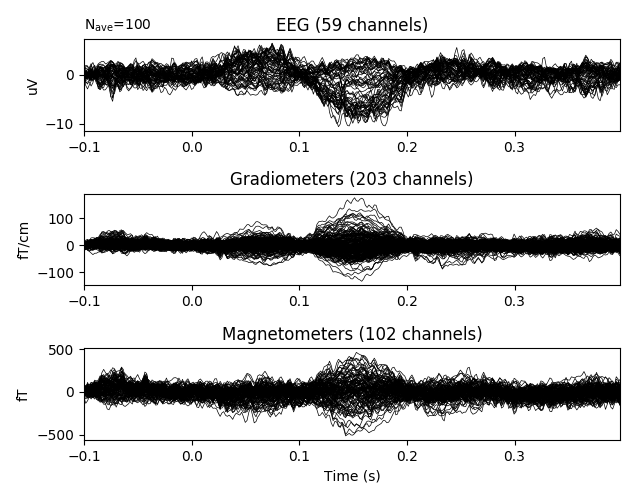 N_ave=100
EEG (59 channels)
uV
0
−10
−0.1 0.0 0.1 0.2 0.3
Gradiometers (203 channels)
fT/cm
100
0
−100
−0.1 0.0 0.1 0.2 0.3
Magnetometers (102 channels)
fT
500
0
−500
−0.1 0.0 0.1 0.2 0.3
Time (s)